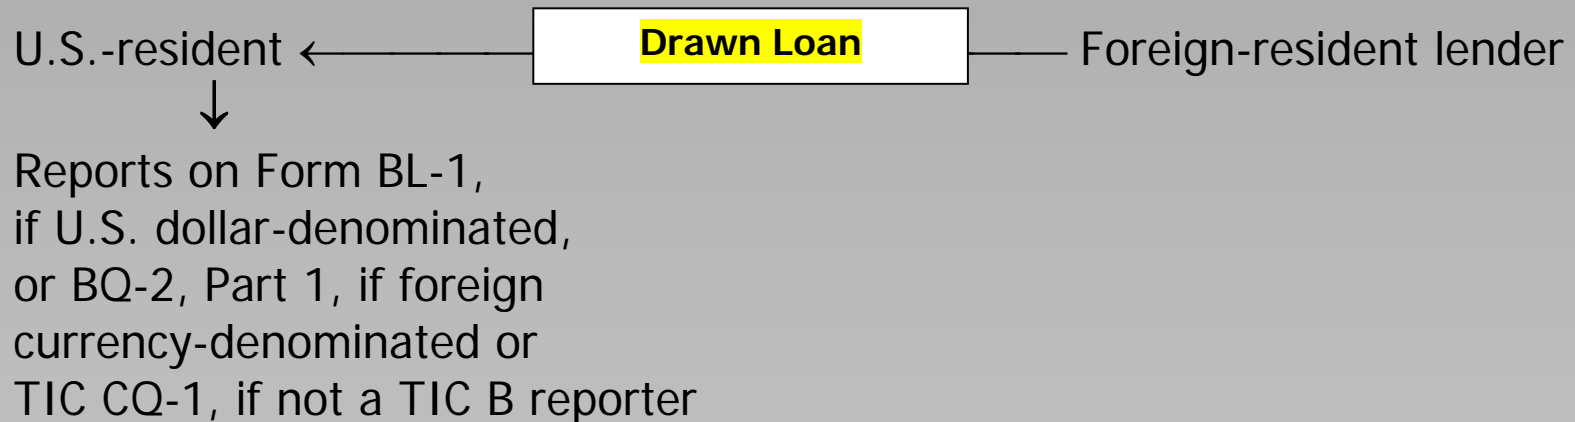 U.S.-resident ← Drawn Loan Foreign-resident lender
↓
Reports on Form BL-1,
if U.S. dollar-denominated,
or BQ-2, Part 1, if foreign
currency-denominated or
TIC CQ-1, if not a TIC B reporter